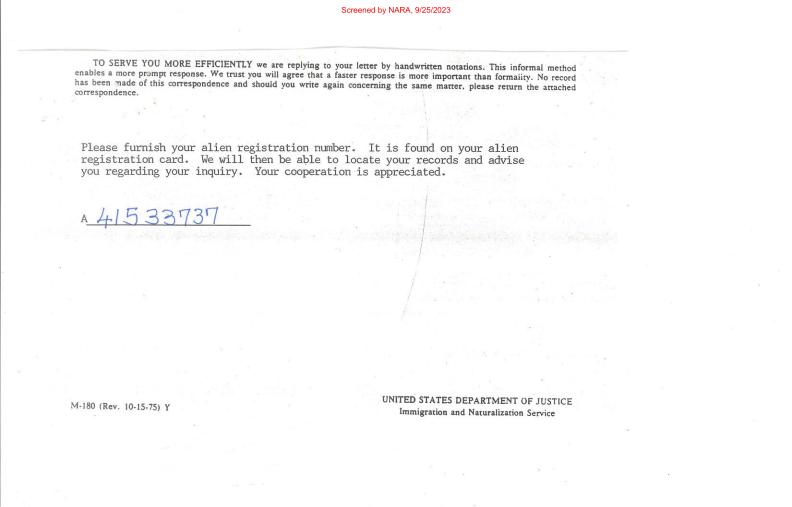 Screened by NARA, 9/25/2023
TO SERVE YOU MORE EFFICIENTLY we are replying to your letter by handwritten notations. This informal method
enables a more prompt response. We trust you will agree that a faster response is more important than formality. No record
has been made of this correspondence and should you write again concerning the same matter, please return the attached
correspondence.
Please furnish your alien registration number. It is found on your alien
registration card. We will then be able to locate your records and advise
you regarding your inquiry. Your cooperation is appreciated.
A 41533737
M-180 (Rev. 10-15-75) Y
UNITED STATES DEPARTMENT OF JUSTICE
Immigration and Naturalization Service